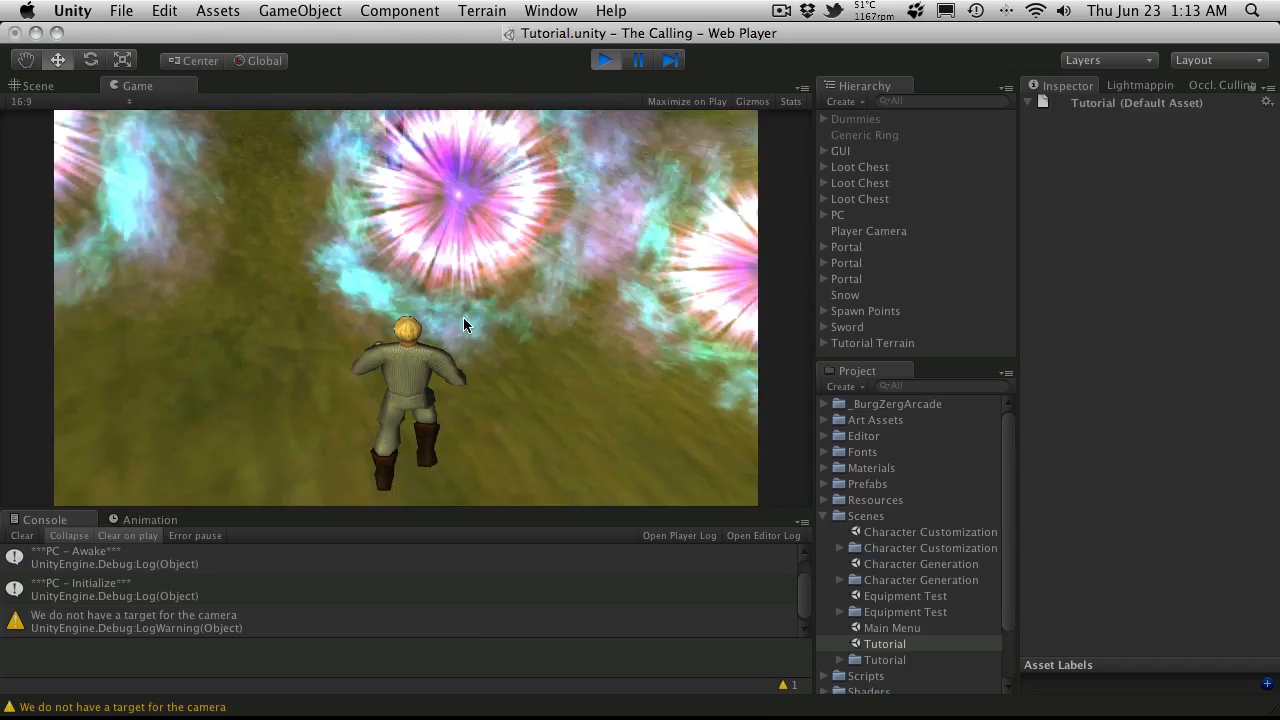 Unity File Edit Assets GameObject Component Terrain Window Help 51°C 1167rpm Thu Jun 23 1:13 AM
Tutorial.unity – The Calling – Web Player
Center Global Layers Layout
Scene Game Hierarchy Inspector Lightmappin Occl. Culling
16:9 Maximize on Play Gizmos Stats Create All Tutorial (Default Asset)
Dummies
Generic Ring
GUI
Loot Chest
Loot Chest
Loot Chest
PC
Player Camera
Portal
Portal
Portal
Snow
Spawn Points
Sword
Tutorial Terrain
Project
Create All
_BurgZergArcade
Art Assets
Editor
Fonts
Materials
Prefabs
Resources
Scenes
Character Customization
Character Customization
Character Generation
Character Generation
Equipment Test
Equipment Test
Main Menu
Tutorial
Tutorial
Scripts
Shaders
Console Animation
Clear Collapse Clear on play Error pause Open Player Log Open Editor Log
***PC – Awake***
UnityEngine.Debug:Log(Object)
***PC – Initialize***
UnityEngine.Debug:Log(Object)
We do not have a target for the camera
UnityEngine.Debug:LogWarning(Object)
1
Asset Labels
We do not have a target for the camera